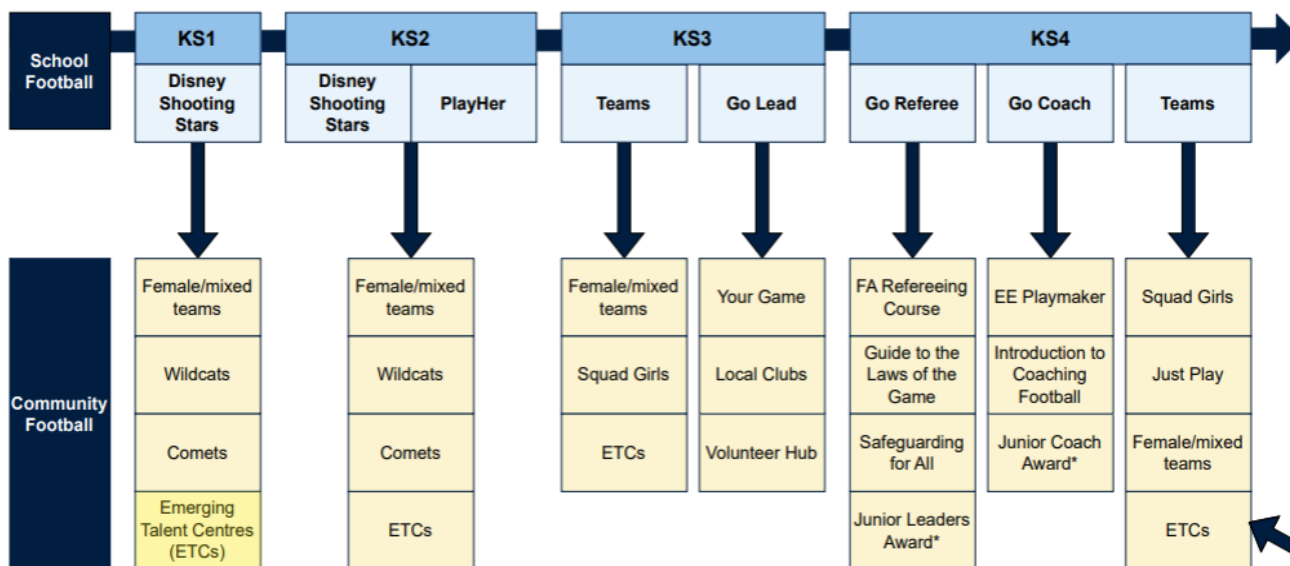 School
Football
KS1
KS2
KS3
KS4
Disney
Shooting
Stars
Disney
Shooting
Stars
PlayHer
Teams
Go Lead
Go Referee
Go Coach
Teams
Community
Football
Female/mixed
teams
Wildcats
Comets
Emerging
Talent Centres
(ETCs)
Female/mixed
teams
Wildcats
Comets
ETCs
Female/mixed
teams
Squad Girls
ETCs
Your Game
Local Clubs
Volunteer Hub
FA Refereeing
Course
Guide to the
Laws of the
Game
Safeguarding
for All
Junior Leaders
Award*
EE Playmaker
Introduction to
Coaching
Football
Junior Coach
Award*
Squad Girls
Just Play
Female/mixed
teams
ETCs